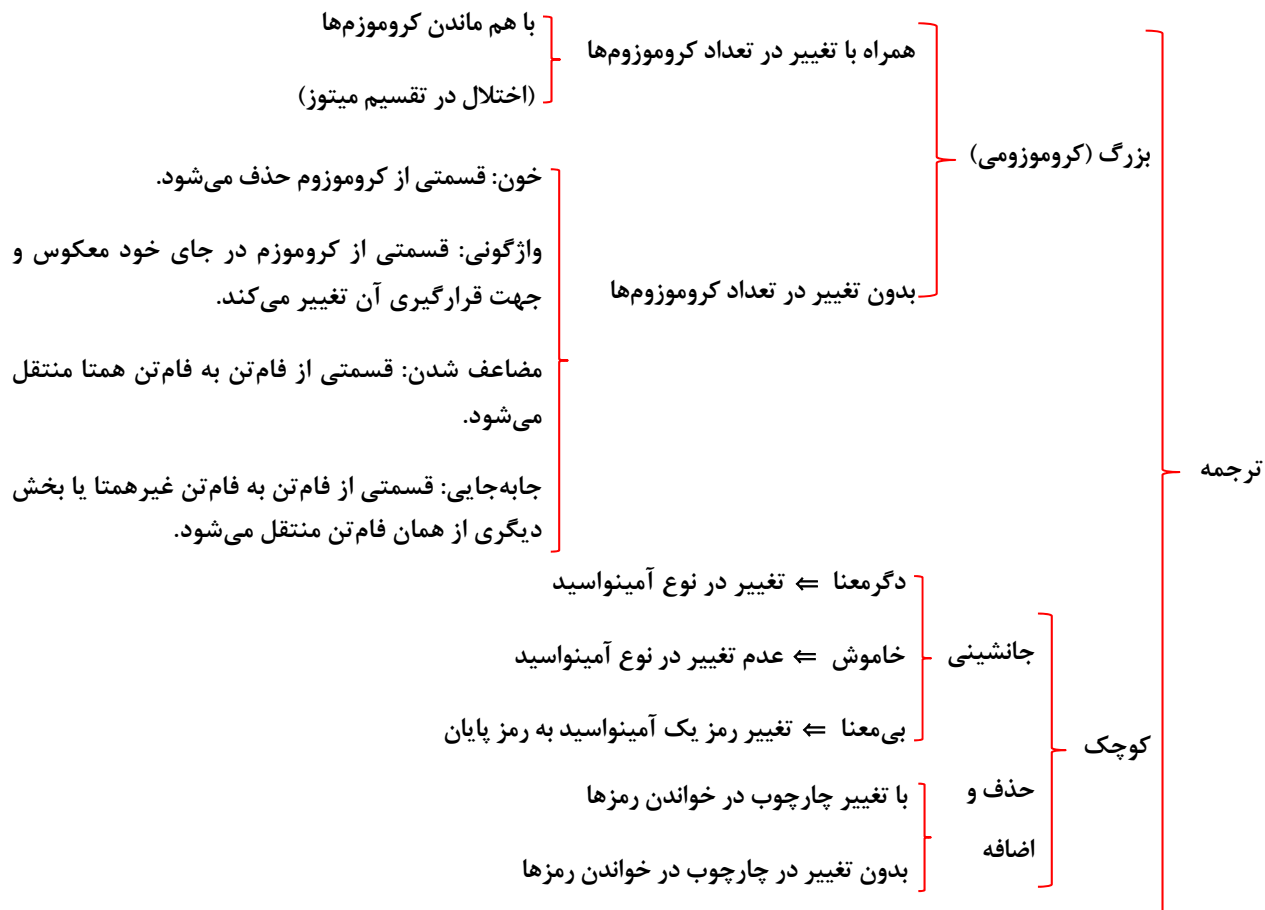 ترجمه
بزرگ (کروموزومی)
همراه با تغییر در تعداد کروموزوم‌ها
با هم ماندن کروموزم‌ها
(اختلال در تقسیم میتوز)
بدون تغییر در تعداد کروموزوم‌ها
خون: قسمتی از کروموزوم حذف می‌شود.
واژگونی: قسمتی از کروموزم در جای خود معکوس و
جهت قرارگیری آن تغییر می‌کند.
مضاعف شدن: قسمتی از فام‌تن به فام‌تن همتا منتقل
می‌شود.
جابه‌جایی: قسمتی از فام‌تن به فام‌تن غیرهمتا یا بخش
دیگری از همان فام‌تن منتقل می‌شود.
کوچک
جانشینی
دگرمعنا ⇐ تغییر در نوع آمینواسید
خاموش ⇐ عدم تغییر در نوع آمینواسید
بی‌معنا ⇐ تغییر رمز یک آمینواسید به رمز پایان
حذف و
اضافه
با تغییر چارچوب در خواندن رمزها
بدون تغییر در چارچوب در خواندن رمزها